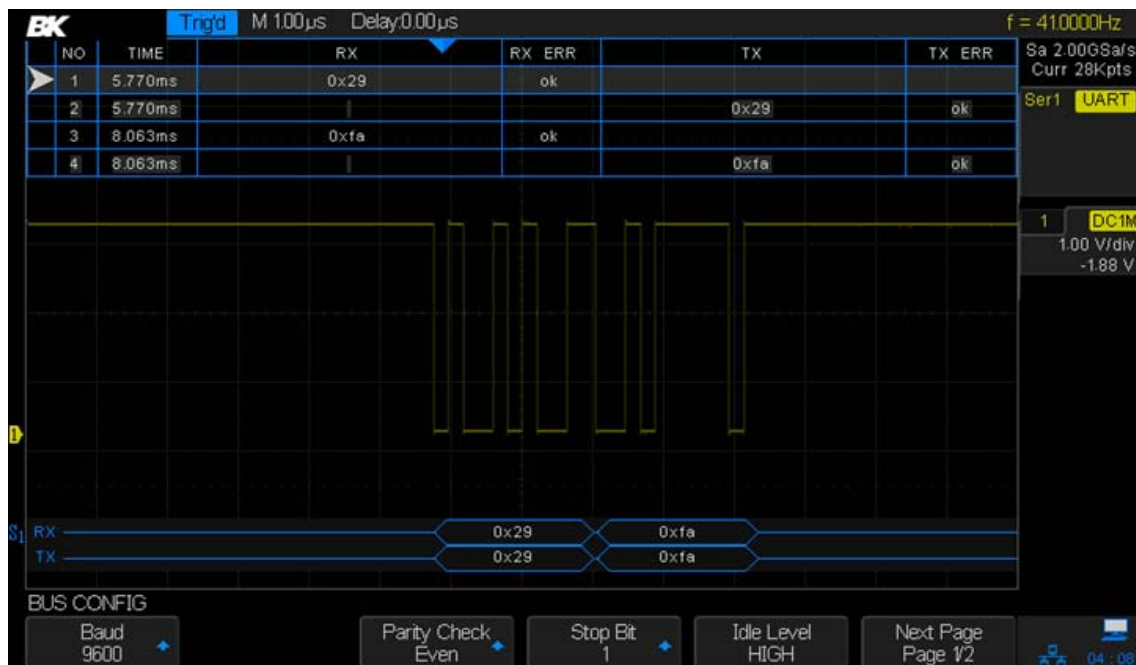 BK Trig'd M 1.00µs Delay:0.00µs f = 41.0000Hz
NO TIME RX RX ERR TX TX ERR
Sa 2.00GSa/s
Curr 28Kpts
1 5.770ms 0x29 ok
2 5.770ms 0x29 ok
3 8.063ms 0xfa ok
4 8.063ms 0xfa ok
Ser1 UART
1 DC1M
1.00 V/div
-1.88 V
1
S1 RX 0x29 0xfa
TX 0x29 0xfa
BUS CONFIG
Baud Parity Check Stop Bit Idle Level Next Page
9600 Even 1 HIGH Page 1/2
04:08